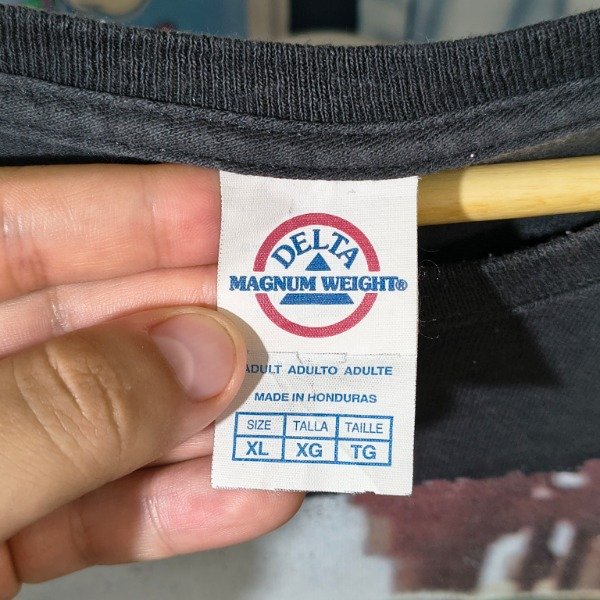 DELTA
MAGNUM WEIGHT®
ADULT ADULTO ADULTE
MADE IN HONDURAS
SIZE TALLA TAILLE
XL XG TG